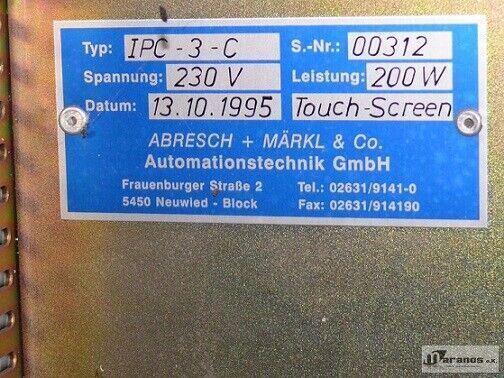 Typ: IPC-3-C S.-Nr.: 00312
Spannung: 230 V Leistung: 200 W
Datum: 13.10.1995 Touch-Screen
ABRESCH + MÄRKL & Co.
Automationstechnik GmbH
Frauenburger Straße 2 Tel.: 02631/9141-0
5450 Neuwied - Block Fax: 02631/914190
Maranos e.K.